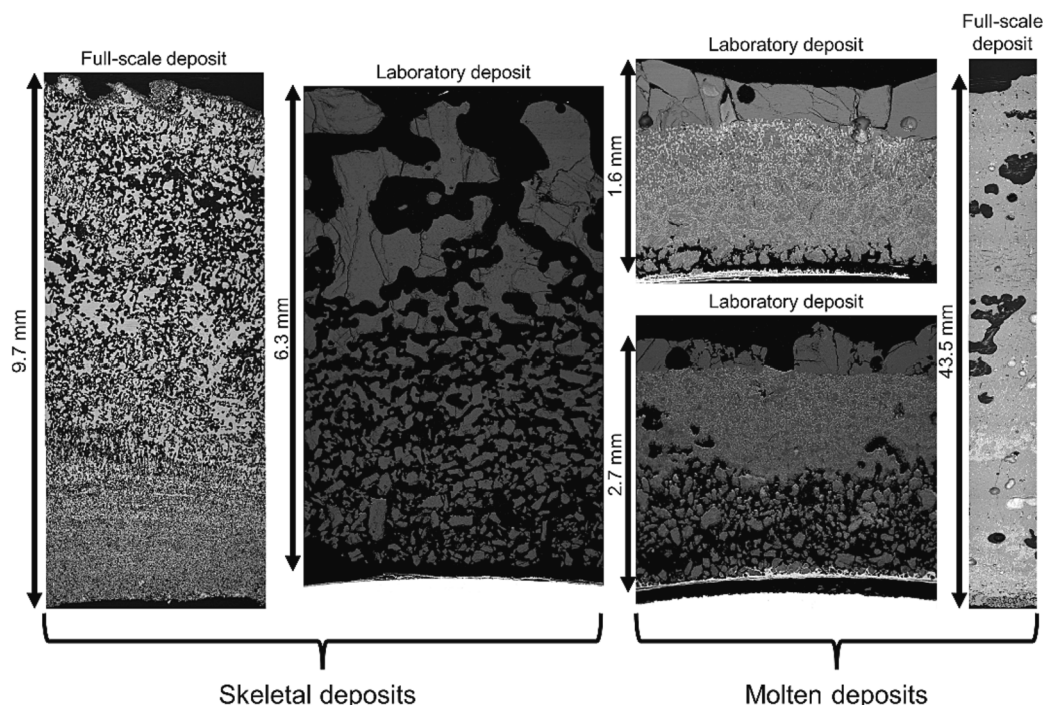 Full-scale deposit
9.7 mm
Laboratory deposit
6.3 mm
Laboratory deposit
1.6 mm
Laboratory deposit
2.7 mm
Full-scale
deposit
43.5 mm
Skeletal deposits
Molten deposits